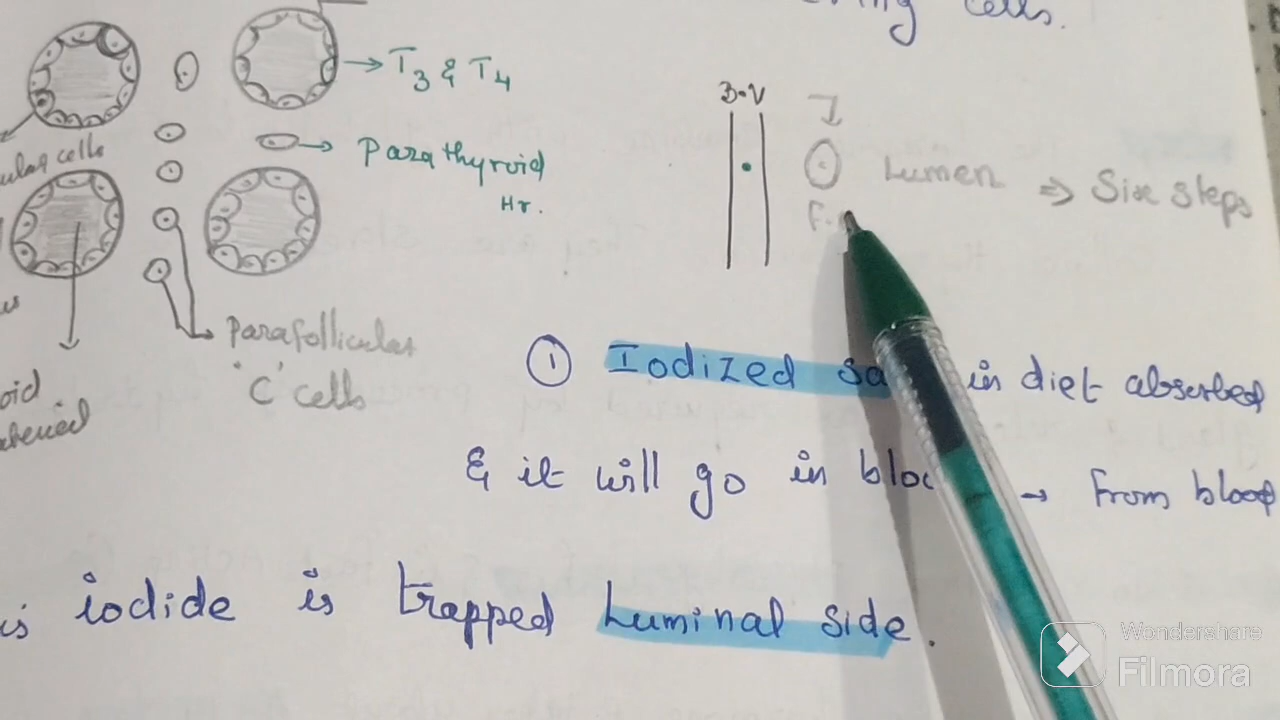 cells.
T3 & T4
B.V
I
Parathyroid
Hr.
Lumen ⇒ Six steps
F.
cells
Parafollicular
'C' cells
① Iodized in diet absorbed
& it will go in → From blood
is iodide is trapped Luminal side.
Wondershare
Filmora